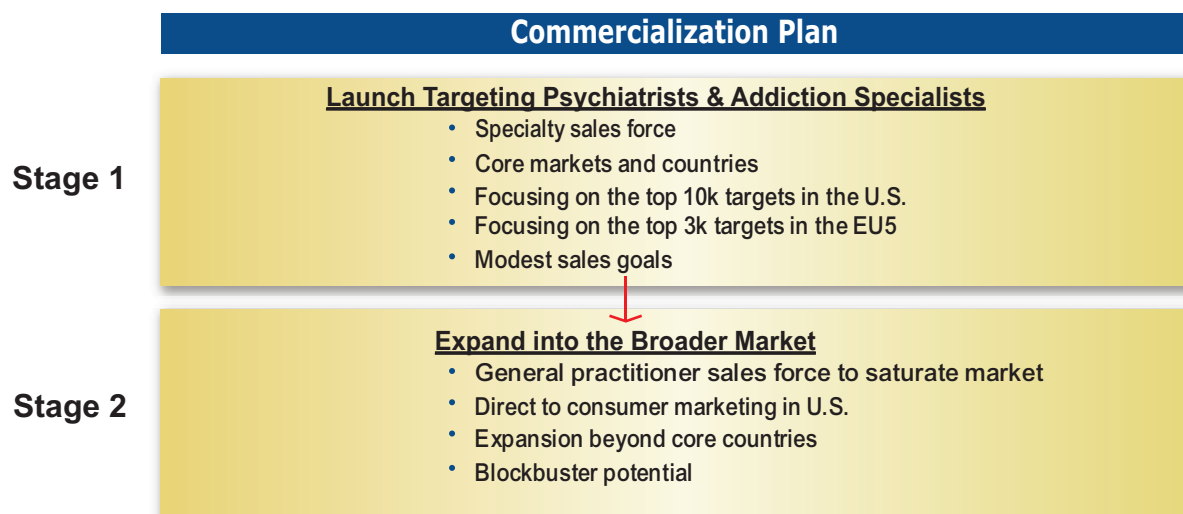 Commercialization Plan
Stage 1
Launch Targeting Psychiatrists & Addiction Specialists
• Specialty sales force
• Core markets and countries
• Focusing on the top 10k targets in the U.S.
• Focusing on the top 3k targets in the EU5
• Modest sales goals
Stage 2
Expand into the Broader Market
• General practitioner sales force to saturate market
• Direct to consumer marketing in U.S.
• Expansion beyond core countries
• Blockbuster potential